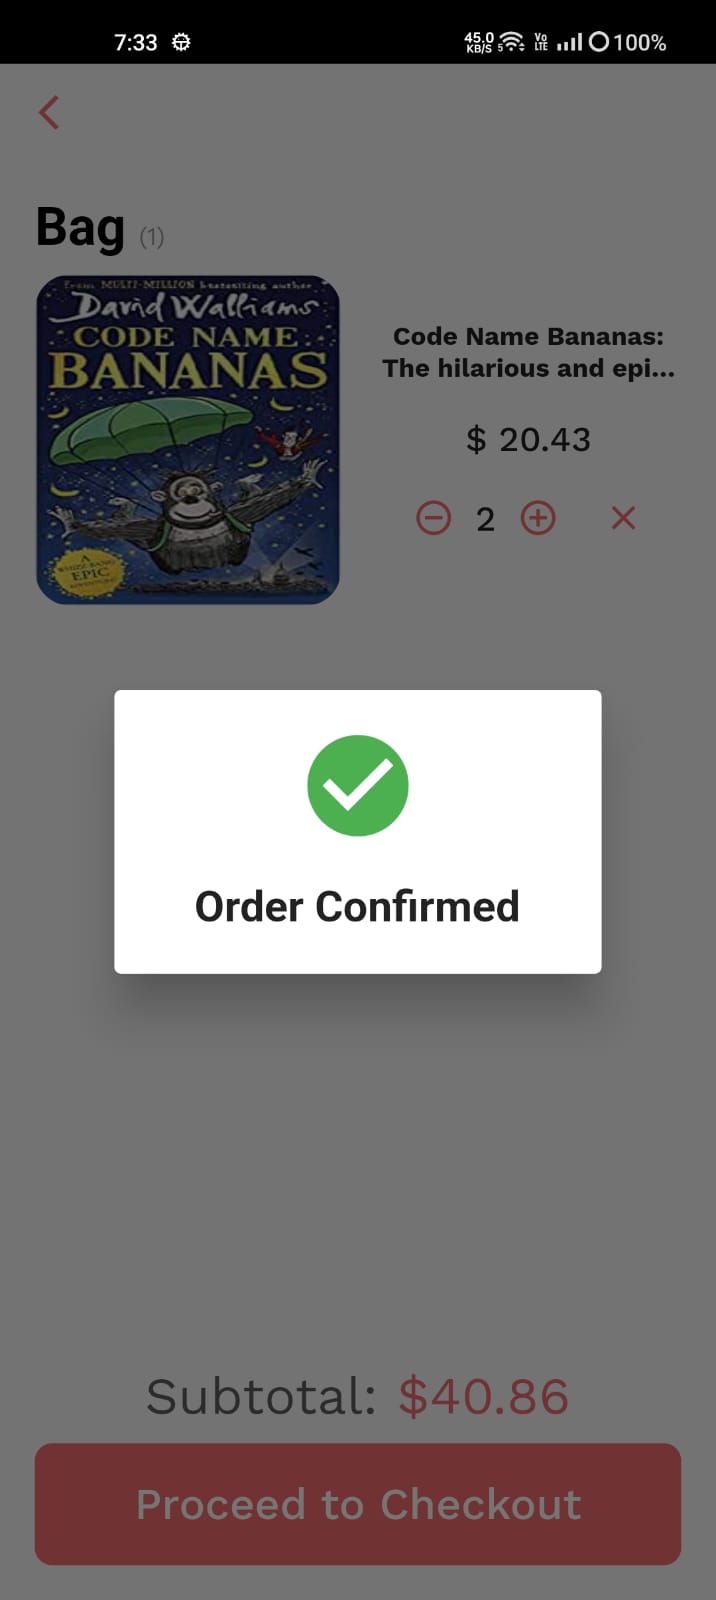 7:33
45.0
KB/S
5
Vo
LTE
100%
Bag (1)
From MULTI-MILLION bestselling author
David Walliams
CODE NAME
BANANAS
A
WHIZZ-BANG
EPIC
ADVENTURE!
Code Name Bananas:
The hilarious and epi...
$ 20.43
2
Order Confirmed
Subtotal: $40.86
Proceed to Checkout